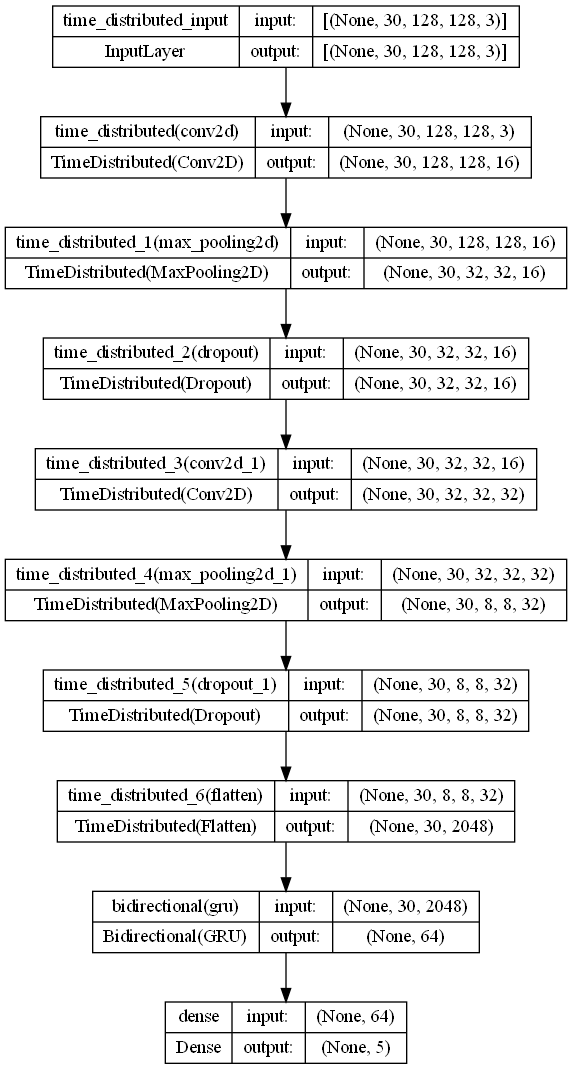 time_distributed_input input: [(None, 30, 128, 128, 3)]
InputLayer output: [(None, 30, 128, 128, 3)]
time_distributed(conv2d) input: (None, 30, 128, 128, 3)
TimeDistributed(Conv2D) output: (None, 30, 128, 128, 16)
time_distributed_1(max_pooling2d) input: (None, 30, 128, 128, 16)
TimeDistributed(MaxPooling2D) output: (None, 30, 32, 32, 16)
time_distributed_2(dropout) input: (None, 30, 32, 32, 16)
TimeDistributed(Dropout) output: (None, 30, 32, 32, 16)
time_distributed_3(conv2d_1) input: (None, 30, 32, 32, 16)
TimeDistributed(Conv2D) output: (None, 30, 32, 32, 32)
time_distributed_4(max_pooling2d_1) input: (None, 30, 32, 32, 32)
TimeDistributed(MaxPooling2D) output: (None, 30, 8, 8, 32)
time_distributed_5(dropout_1) input: (None, 30, 8, 8, 32)
TimeDistributed(Dropout) output: (None, 30, 8, 8, 32)
time_distributed_6(flatten) input: (None, 30, 8, 8, 32)
TimeDistributed(Flatten) output: (None, 30, 2048)
bidirectional(gru) input: (None, 30, 2048)
Bidirectional(GRU) output: (None, 64)
dense input: (None, 64)
Dense output: (None, 5)